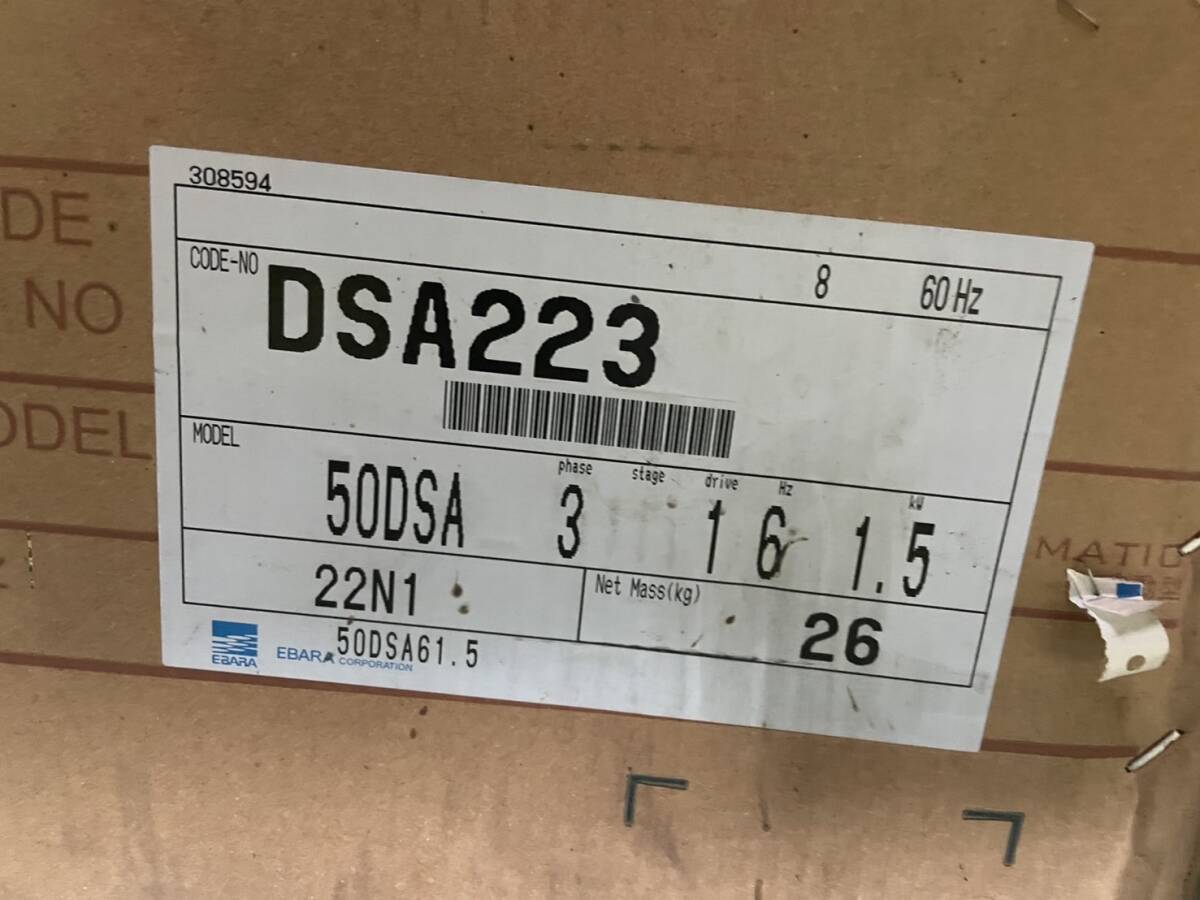 308594
8 60Hz
CODE-NO
DSA223
MODEL
phase stage drive Hz kW
50DSA 3 1 6 1.5
22N1
Net Mass(kg)
26
EBARA
EBARA CORPORATION
50DSA61.5
DE
NO
ODEL
MATIO